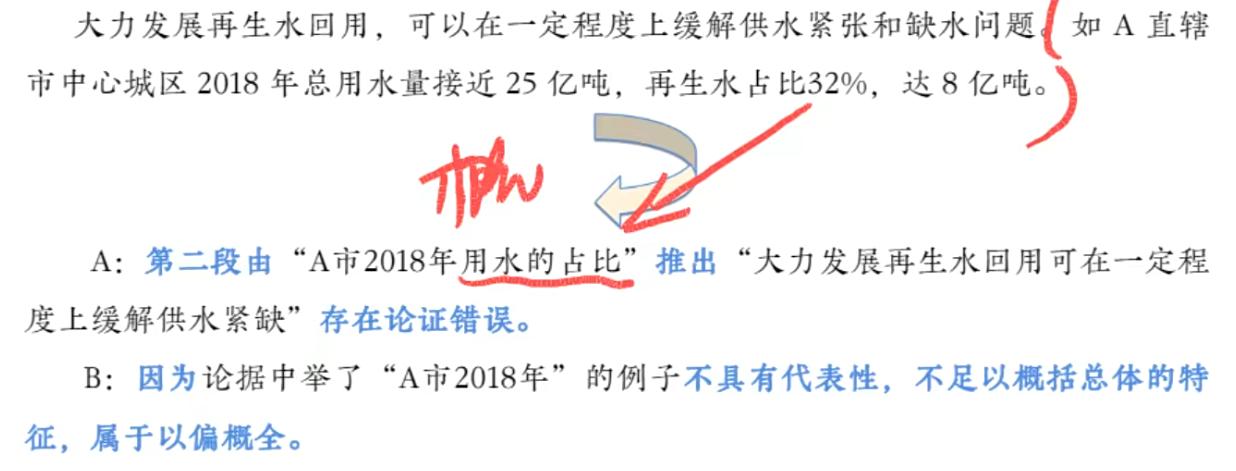 大力发展再生水回用，可以在一定程度上缓解供水紧张和缺水问题。如 A 直辖
市中心城区 2018 年总用水量接近 25 亿吨，再生水占比32%，达 8 亿吨。
A：第二段由“A市2018年用水的占比”推出“大力发展再生水回用可在一定程
度上缓解供水紧缺”存在论证错误。
B：因为论据中举了“A市2018年”的例子不具有代表性，不足以概括总体的特
征，属于以偏概全。